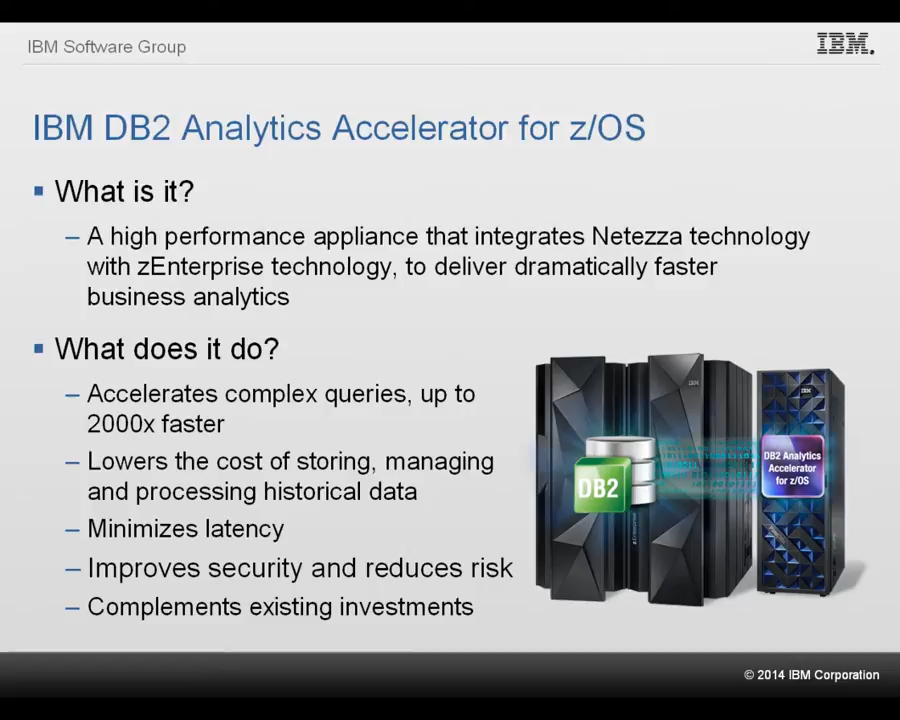 IBM Software Group
IBM.
IBM DB2 Analytics Accelerator for z/OS
What is it?
– A high performance appliance that integrates Netezza technology
with zEnterprise technology, to deliver dramatically faster
business analytics
What does it do?
– Accelerates complex queries, up to
2000x faster
– Lowers the cost of storing, managing
and processing historical data
– Minimizes latency
– Improves security and reduces risk
– Complements existing investments
IBM
IBM
DB2
DB2 Analytics
Accelerator
for z/OS
© 2014 IBM Corporation